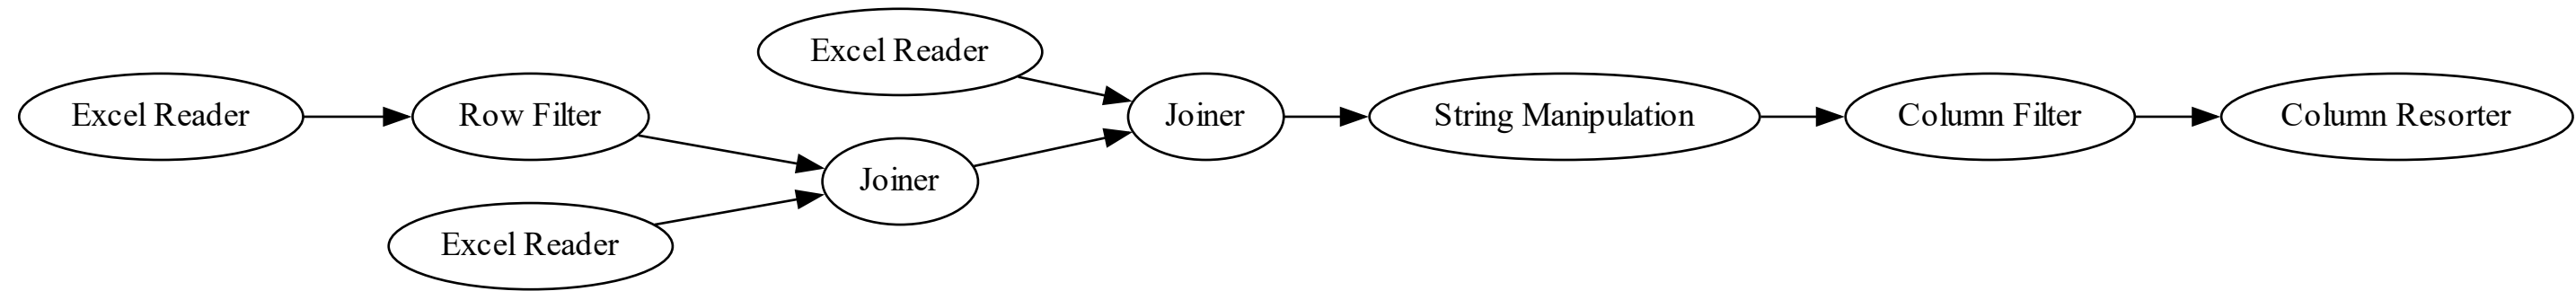 Excel Reader
Excel Reader
Row Filter
Joiner
String Manipulation
Column Filter
Column Resorter
Joiner
Excel Reader